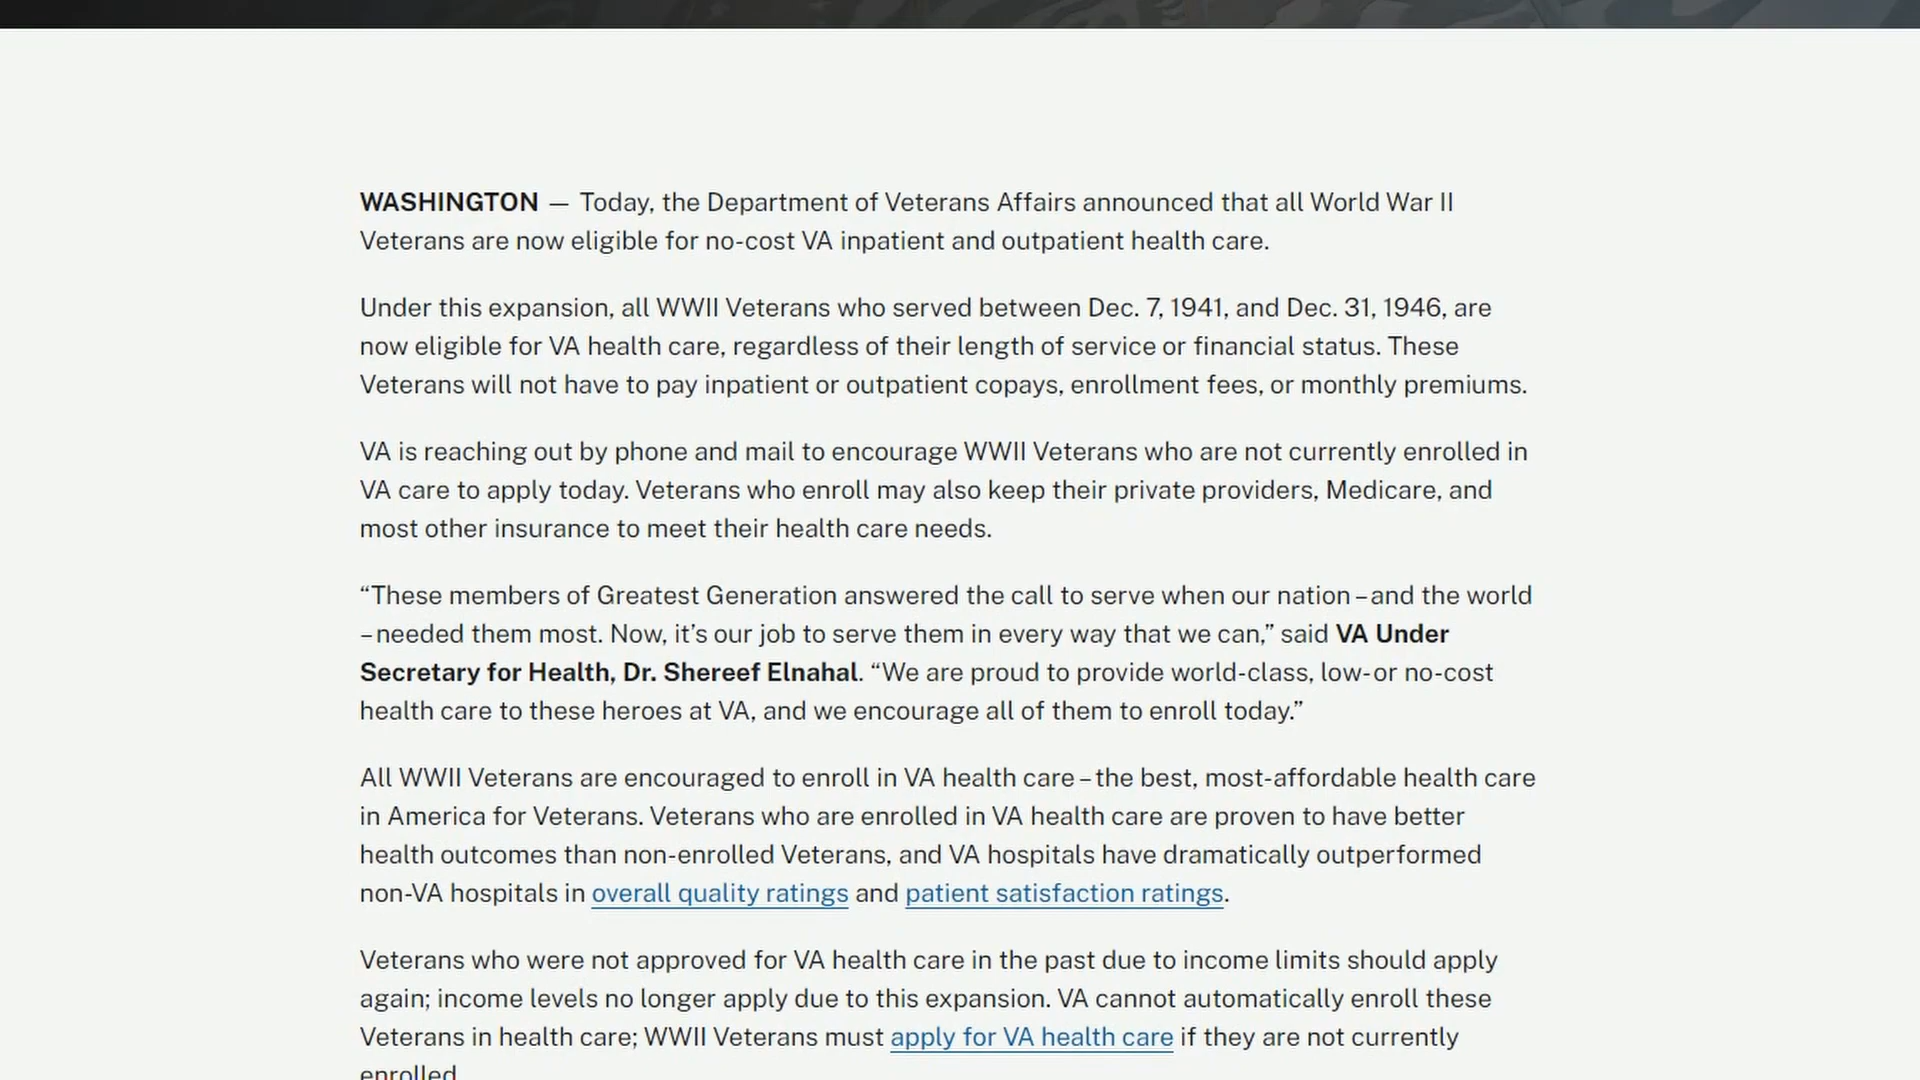 WASHINGTON — Today, the Department of Veterans Affairs announced that all World War II
Veterans are now eligible for no-cost VA inpatient and outpatient health care.
Under this expansion, all WWII Veterans who served between Dec. 7, 1941, and Dec. 31, 1946, are
now eligible for VA health care, regardless of their length of service or financial status. These
Veterans will not have to pay inpatient or outpatient copays, enrollment fees, or monthly premiums.
VA is reaching out by phone and mail to encourage WWII Veterans who are not currently enrolled in
VA care to apply today. Veterans who enroll may also keep their private providers, Medicare, and
most other insurance to meet their health care needs.
“These members of Greatest Generation answered the call to serve when our nation – and the world
– needed them most. Now, it’s our job to serve them in every way that we can,” said VA Under
Secretary for Health, Dr. Shereef Elnahal. “We are proud to provide world-class, low- or no-cost
health care to these heroes at VA, and we encourage all of them to enroll today.”
All WWII Veterans are encouraged to enroll in VA health care – the best, most-affordable health care
in America for Veterans. Veterans who are enrolled in VA health care are proven to have better
health outcomes than non-enrolled Veterans, and VA hospitals have dramatically outperformed
non-VA hospitals in overall quality ratings and patient satisfaction ratings.
Veterans who were not approved for VA health care in the past due to income limits should apply
again; income levels no longer apply due to this expansion. VA cannot automatically enroll these
Veterans in health care; WWII Veterans must apply for VA health care if they are not currently
enrolled.